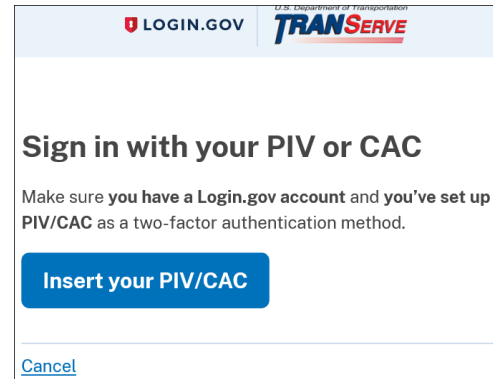 U.S. Department of Transportation
LOGIN.GOV
TRANSERVE
Sign in with your PIV or CAC
Make sure you have a Login.gov account and you’ve set up
PIV/CAC as a two-factor authentication method.
Insert your PIV/CAC
Cancel